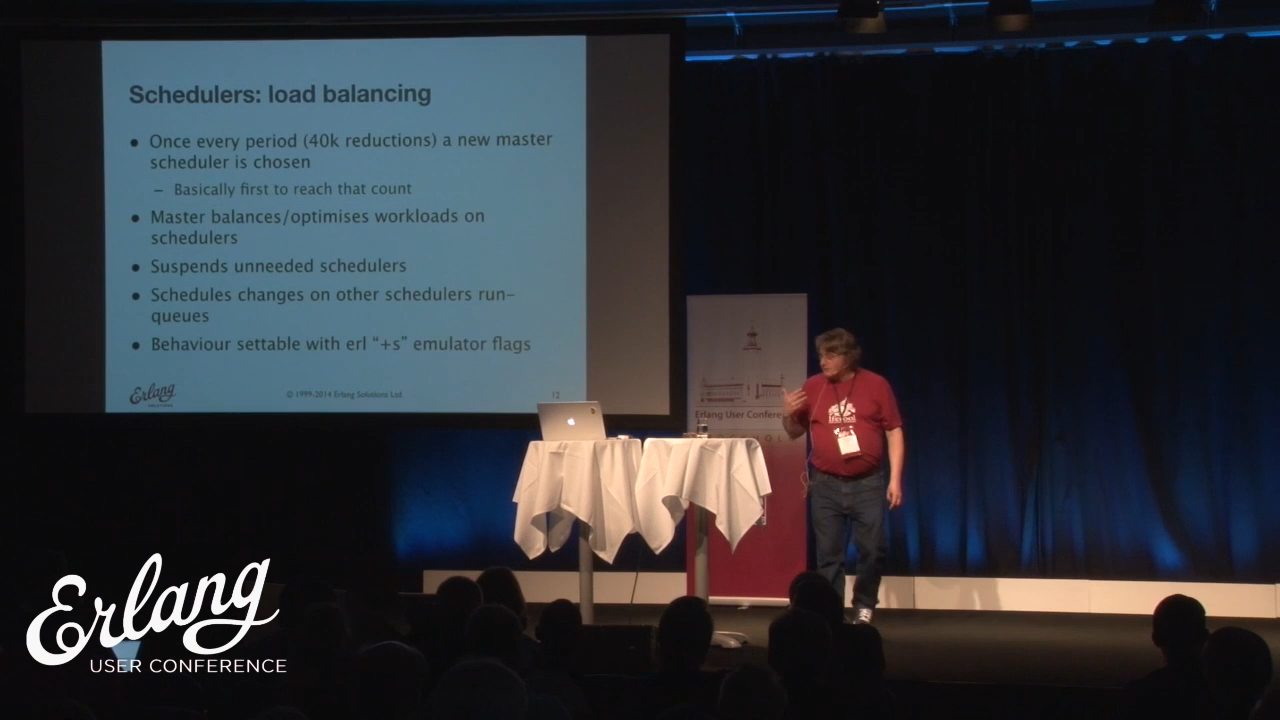 Schedulers: load balancing
• Once every period (40k reductions) a new master
scheduler is chosen
– Basically first to reach that count
• Master balances/optimises workloads on
schedulers
• Suspends unneeded schedulers
• Schedules changes on other schedulers run-
queues
• Behaviour settable with erl “+s” emulator flags
Erlang
© 1999-2014 Erlang Solutions Ltd.
12
Erlang User Conferen
Erlang
USER CONFERENCE